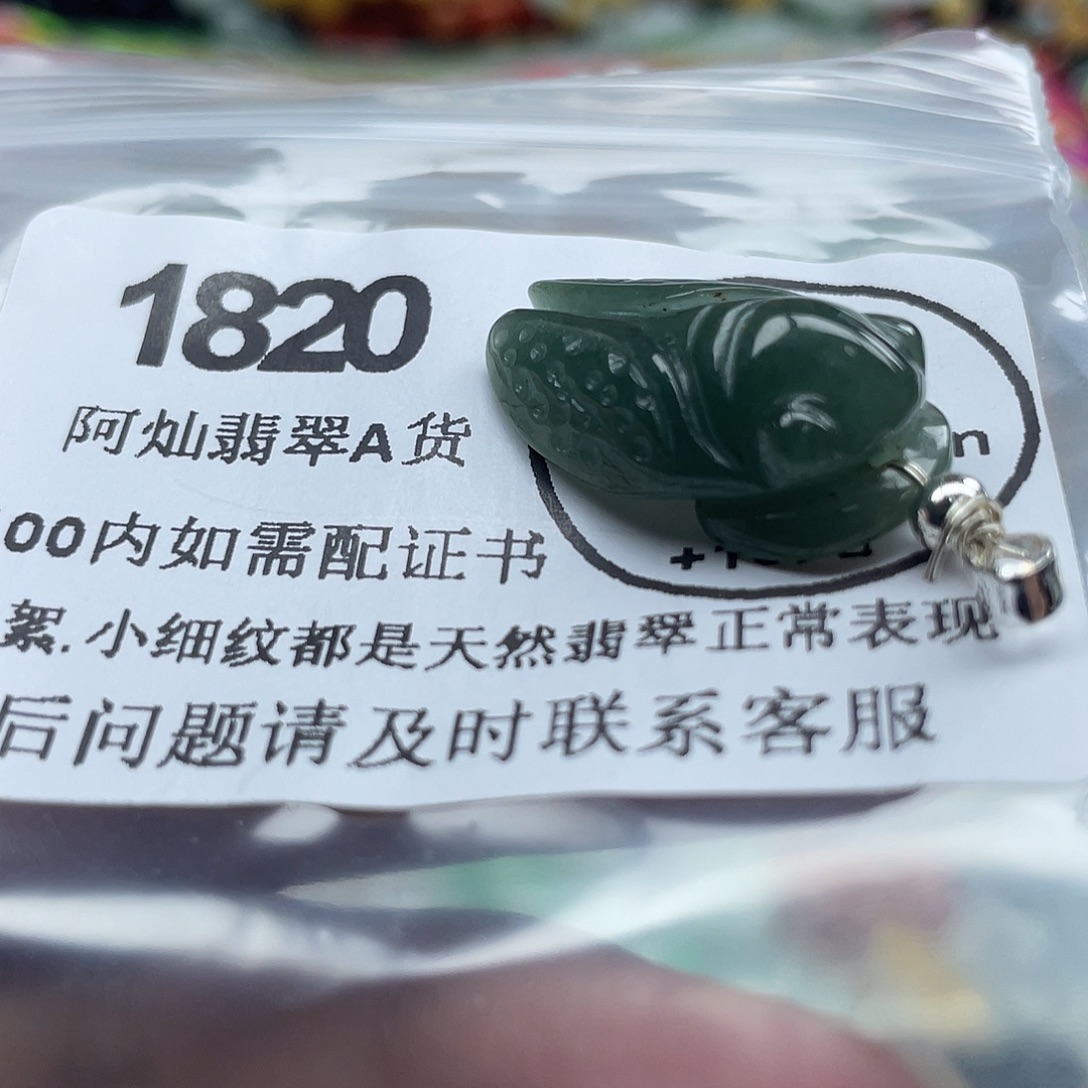 1820
阿灿翡翠A货
00内如需配证书
絮.小细纹都是天然翡翠正常表现
后问题请及时联系客服